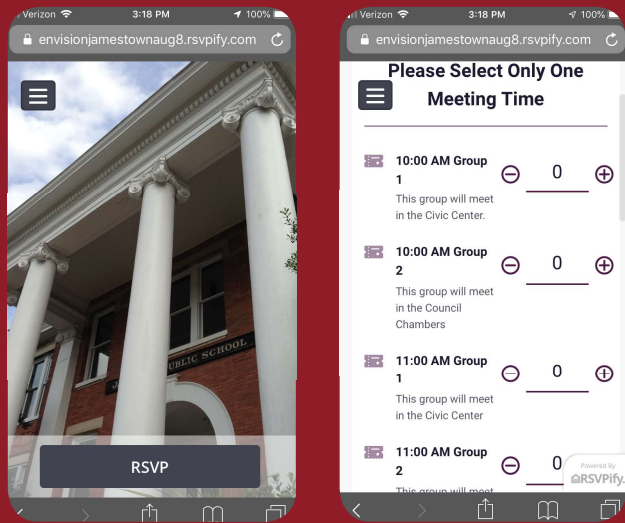 Verizon 3:18 PM 100%
envisionjamestownaug8.rsvpify.com
PUBLIC SCHOOL
RSVP
Verizon 3:18 PM 100%
envisionjamestownaug8.rsvpify.com
Please Select Only One
Meeting Time
10:00 AM Group
1
0
This group will meet
in the Civic Center.
10:00 AM Group
2
0
This group will meet
in the Council
Chambers
11:00 AM Group
1
0
This group will meet
in the Civic Center
11:00 AM Group
2
0
This group will meet
Powered By
RSVPify.